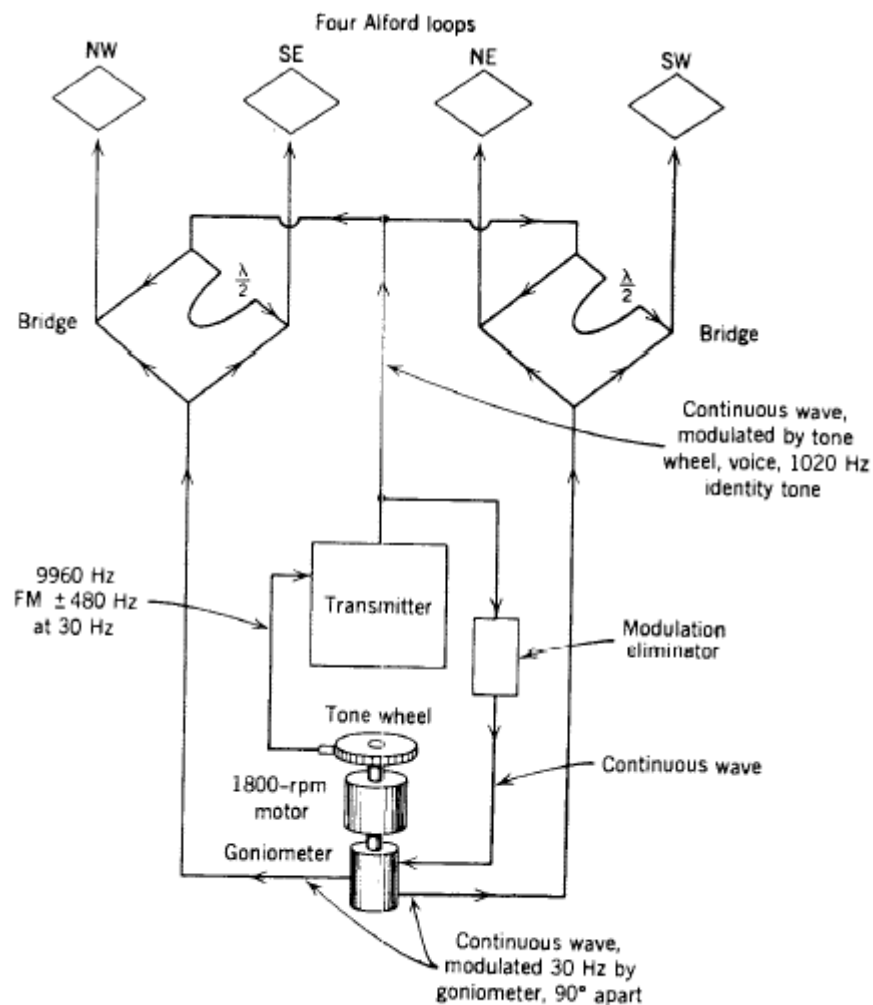 Four Alford loops
NW
SE
NE
SW
λ/2
λ/2
Bridge
Bridge
Continuous wave,
modulated by tone
wheel, voice, 1020 Hz
identity tone
9960 Hz
FM ±480 Hz
at 30 Hz
Transmitter
Modulation
eliminator
Tone wheel
1800-rpm
motor
Continuous wave
Goniometer
Continuous wave,
modulated 30 Hz by
goniometer, 90° apart